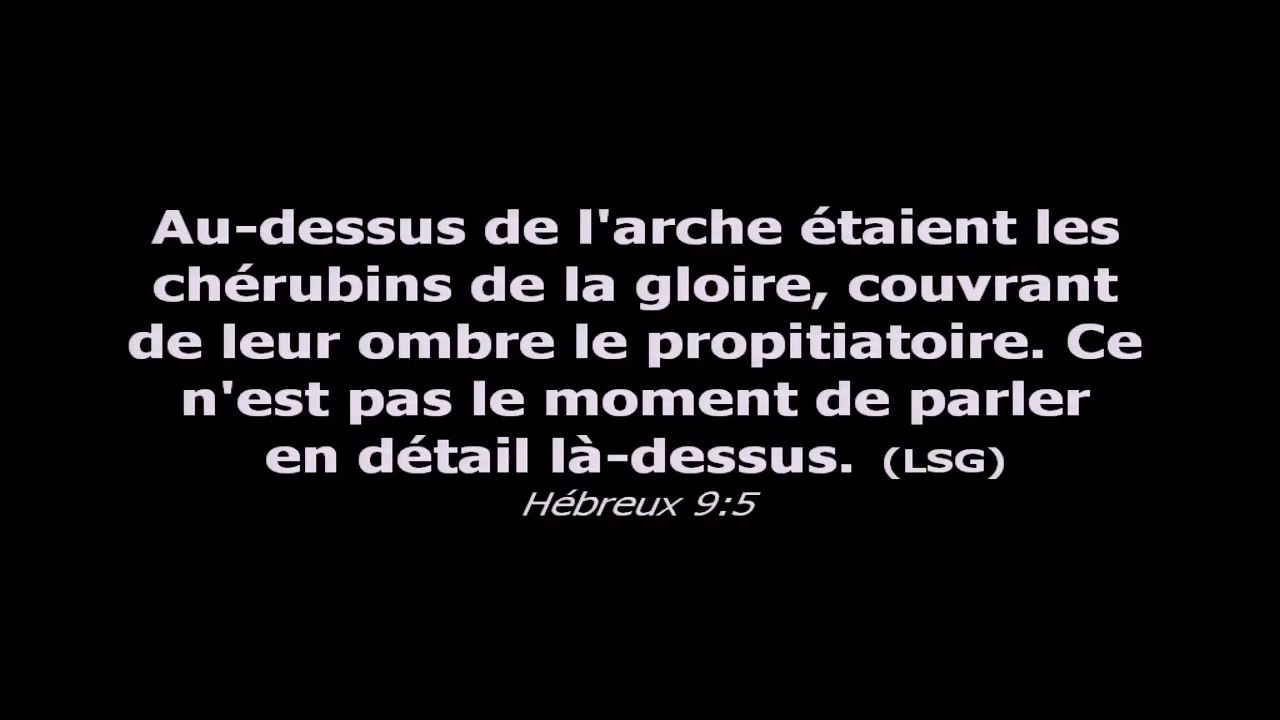 Au-dessus de l'arche étaient les
chérubins de la gloire, couvrant
de leur ombre le propitiatoire. Ce
n'est pas le moment de parler
en détail là-dessus. (LSG)
Hébreux 9:5